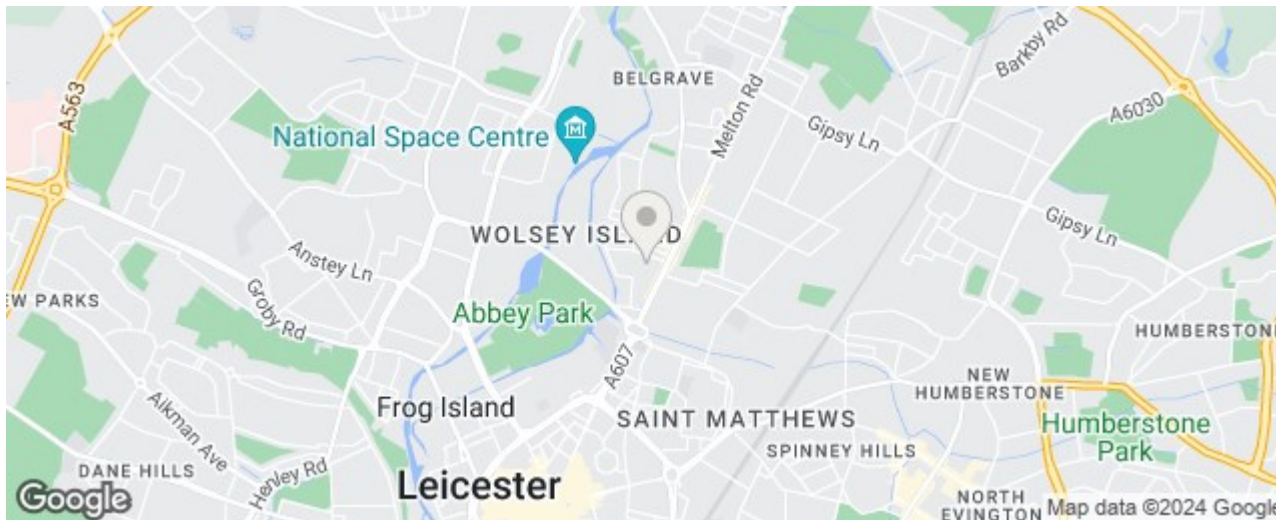 BELGRAVE
Barkby Rd
A563
Melton Rd
A6030
National Space Centre
M
Gipsy Ln
Gipsy Ln
WOLSEY ISLAND
Anstey Ln
EW PARKS
Groby Rd
Abbey Park
HUMBERSTONE
A607
NEW
HUMBERSTONE
Frog Island
Aikman Ave
SAINT MATTHEWS
Humberstone
Park
SPINNEY HILLS
DANE HILLS
Henley Rd
Leicester
NORTH
EVINGTON
Google
Map data ©2024 Google